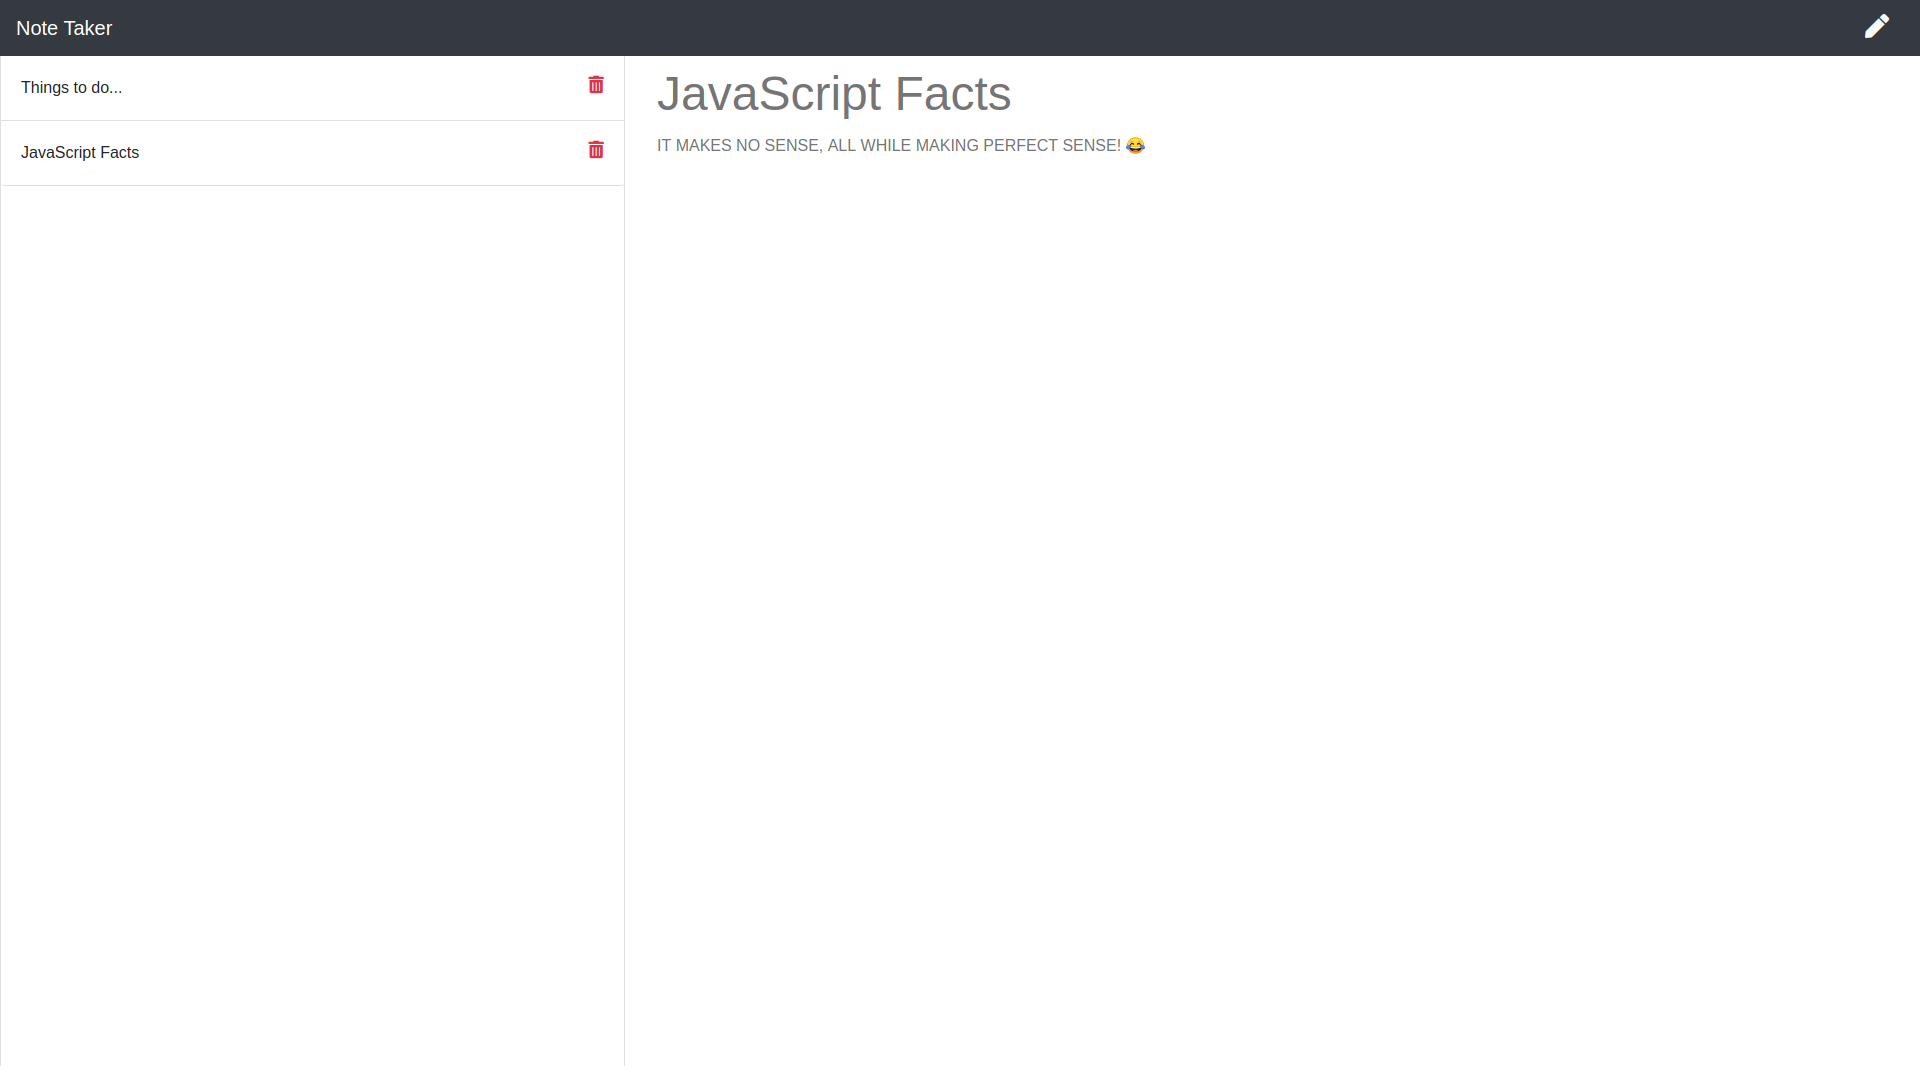 Note Taker
Things to do...
JavaScript Facts
JavaScript Facts
IT MAKES NO SENSE, ALL WHILE MAKING PERFECT SENSE! 😂